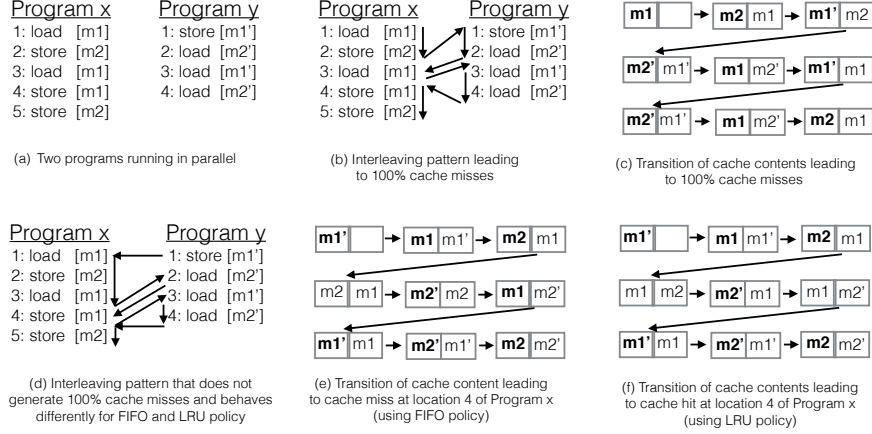 Program x
1: load [m1]
2: store [m2]
3: load [m1]
4: store [m1]
5: store [m2]
Program y
1: store [m1']
2: load [m2']
3: load [m1']
4: load [m2']
(a) Two programs running in parallel
Program x
1: load [m1]
2: store [m2]
3: load [m1]
4: store [m1]
5: store [m2]
Program y
1: store [m1']
2: load [m2']
3: load [m1']
4: load [m2']
(b) Interleaving pattern leading
to 100% cache misses
m1 m2 m1 m1' m2
m2' m1' m1 m2' m1' m1
m2' m1' m1 m2' m2 m1
(c) Transition of cache contents leading
to 100% cache misses
Program x
1: load [m1]
2: store [m2]
3: load [m1]
4: store [m1]
5: store [m2]
Program y
1: store [m1']
2: load [m2']
3: load [m1']
4: load [m2']
(d) Interleaving pattern that does not
generate 100% cache misses and behaves
differently for FIFO and LRU policy
m1' m1 m1' m2 m1
m2 m1 m2' m2 m1 m2'
m1' m1 m2' m1' m2 m2'
(e) Transition of cache content leading
to cache miss at location 4 of Program x
(using FIFO policy)
m1' m1 m1' m2 m1
m1 m2 m2' m1 m1 m2'
m1' m1 m2' m1' m2 m2'
(f) Transition of cache contents leading
to cache hit at location 4 of Program x
(using LRU policy)